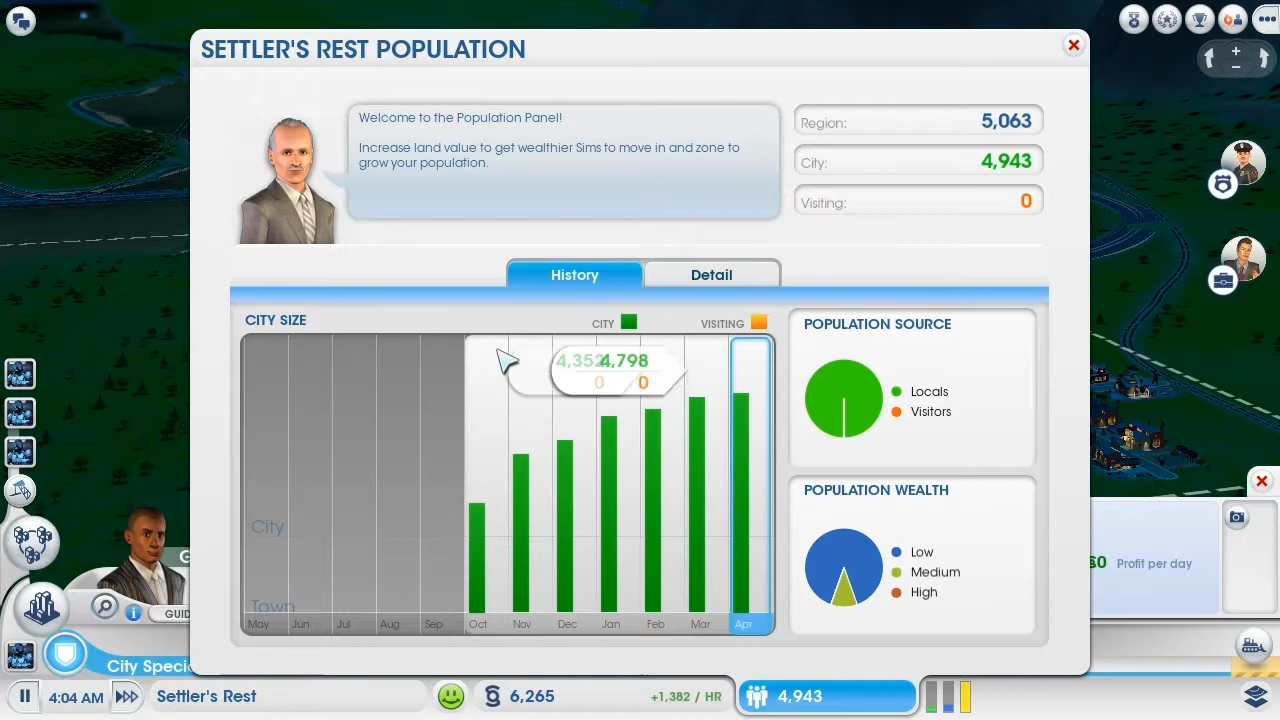 SETTLER'S REST POPULATION
Welcome to the Population Panel!
Increase land value to get wealthier Sims to move in and zone to
grow your population.
Region: 5,063
City: 4,943
Visiting: 0
History Detail
CITY SIZE
CITY
VISITING
4,352 4,798
0 0
City
Town
May Jun Jul Aug Sep Oct Nov Dec Jan Feb Mar Apr
POPULATION SOURCE
Locals
Visitors
POPULATION WEALTH
Low
Medium
High
$0 Profit per day
GUID
City Speci
4:04 AM Settler's Rest 6,265 +1,382 / HR 4,943